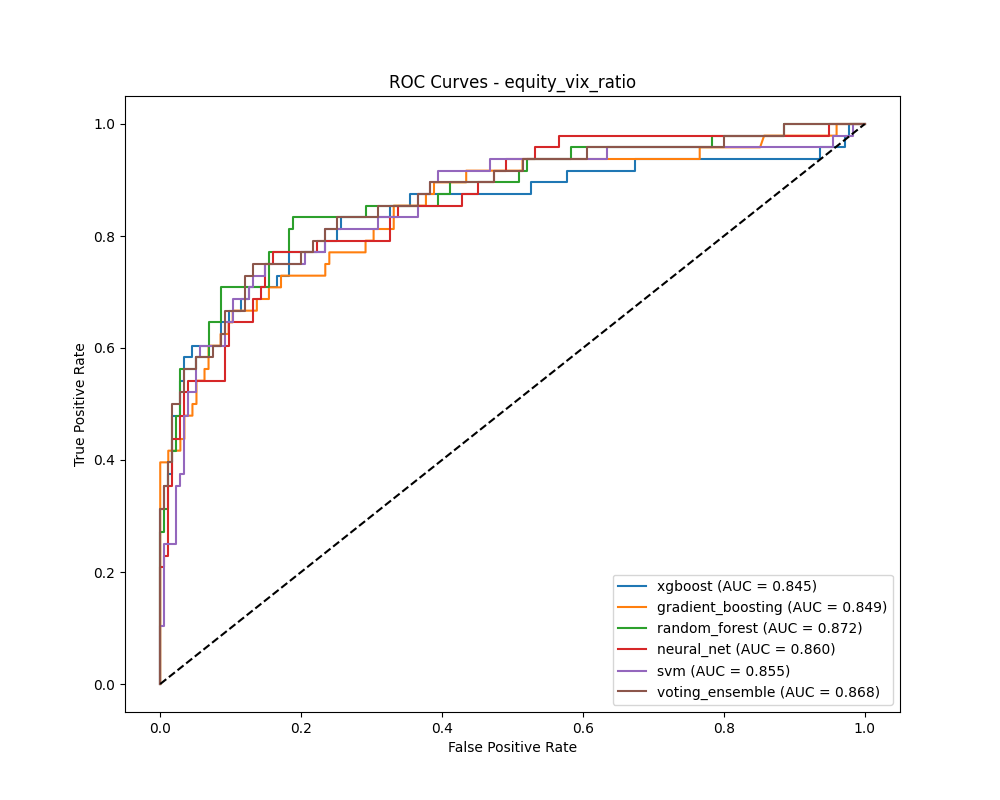 ROC Curves - equity_vix_ratio
True Positive Rate
1.0
0.8
0.6
0.4
0.2
0.0
0.0 0.2 0.4 0.6 0.8 1.0
False Positive Rate
xgboost (AUC = 0.845)
gradient_boosting (AUC = 0.849)
random_forest (AUC = 0.872)
neural_net (AUC = 0.860)
svm (AUC = 0.855)
voting_ensemble (AUC = 0.868)